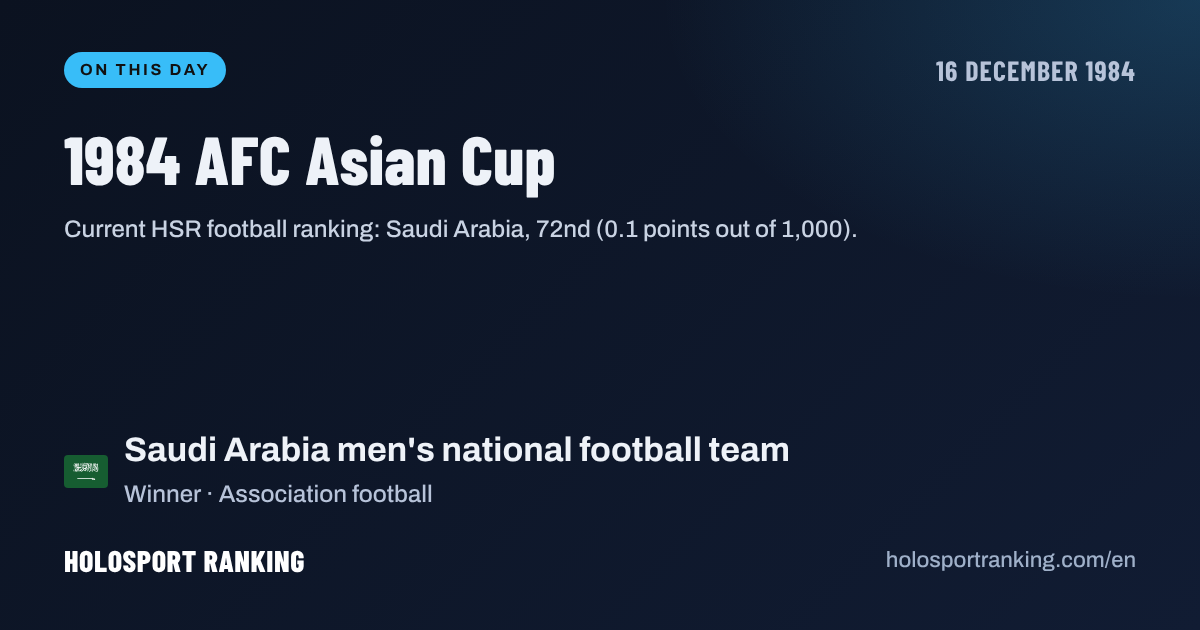 ON THIS DAY
16 DECEMBER 1984
1984 AFC Asian Cup
Current HSR football ranking: Saudi Arabia, 72nd (0.1 points out of 1,000).
Saudi Arabia men's national football team
Winner · Association football
HOLOSPORT RANKING
holosportranking.com/en